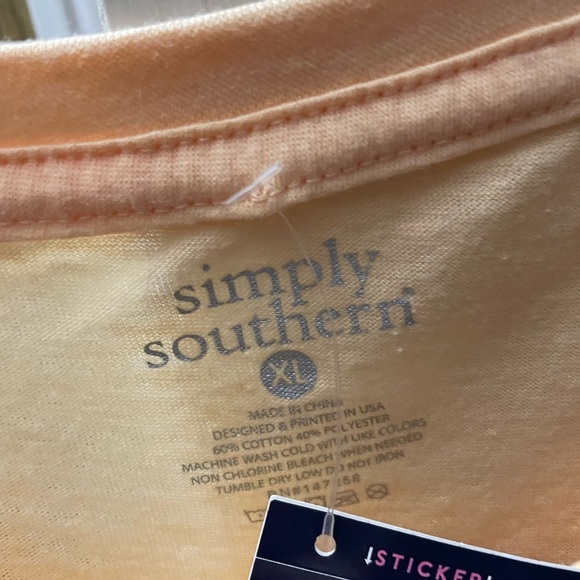 simply
southern
XL
MADE IN CHINA
DESIGNED & PRINTED IN USA
60% COTTON 40% POLYESTER
MACHINE WASH COLD WITH LIKE COLORS
NON CHLORINE BLEACH WHEN NEEDED
TUMBLE DRY LOW DO NOT IRON